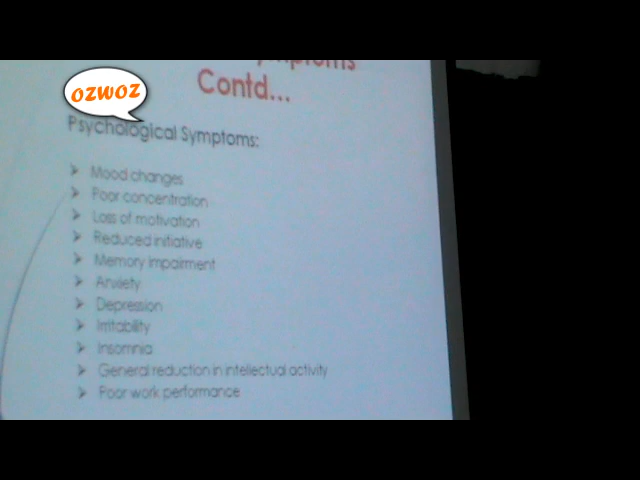 Contd...
OZWOZ
Psychological Symptoms:
Mood changes
Poor concentration
Loss of motivation
Reduced initiative
Memory impairment
Anxiety
Depression
Irritability
Insomnia
General reduction in intellectual activity
Poor work performance